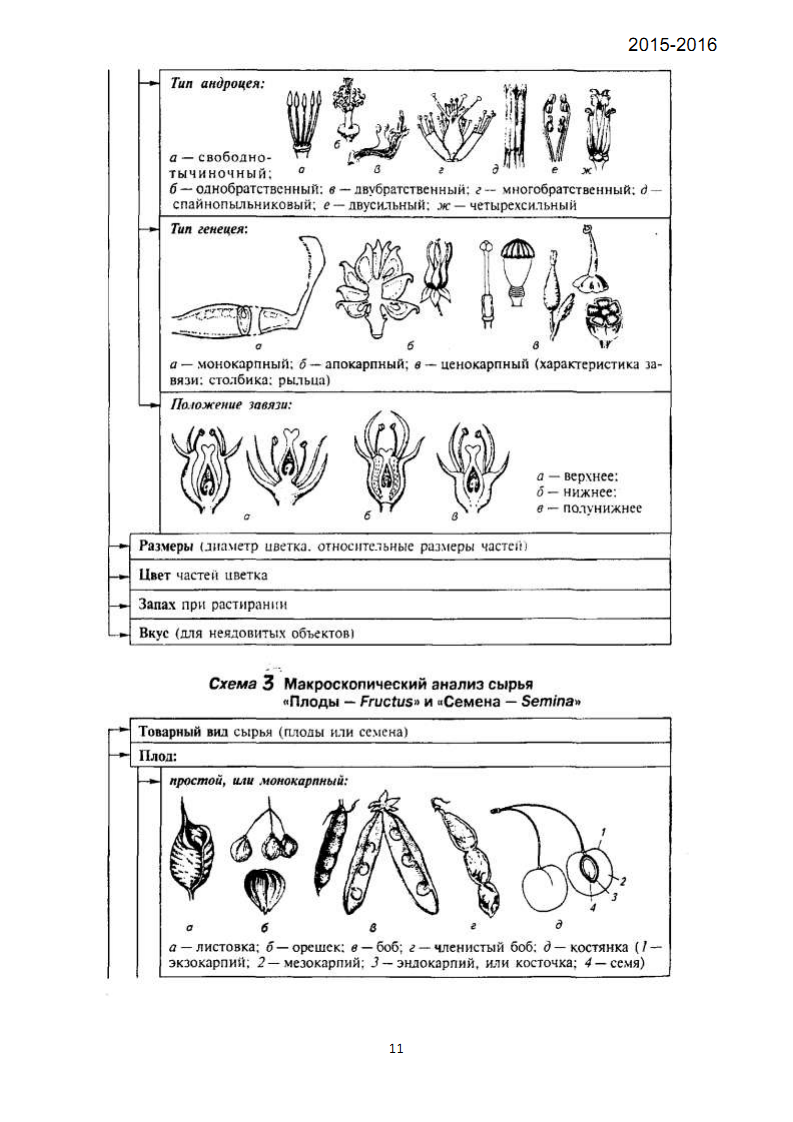 2015-2016
Тип андроцея:
а — свободно-
тычиночный;
а б в г д е ж
б — однобратственный; в — двубратственный; г — многобратственный; д —
спайнопыльниковый; е — двусильный; ж — четырехсильный
Тип генецея:
а б в
а — монокарпный; б — апокарпный; в — ценокарпный (характеристика за-
вязи; столбика; рыльца)
Положение завязи:
а — верхнее;
б — нижнее;
в — полунижнее
а б в
Размеры (диаметр цветка, относительные размеры частей)
Цвет частей цветка
Запах при растирании
Вкус (для неядовитых объектов)
Схема 3 Макроскопический анализ сырья
«Плоды — Fructus» и «Семена — Semina»
Товарный вид сырья (плоды или семена)
Плод:
простой, или монокарпный:
1
2
3
4
а б в г д
а — листовка; б — орешек; в — боб; г — членистый боб; д — костянка (1 —
экзокарпий; 2 — мезокарпий; 3 — эндокарпий, или косточка; 4 — семя)
11